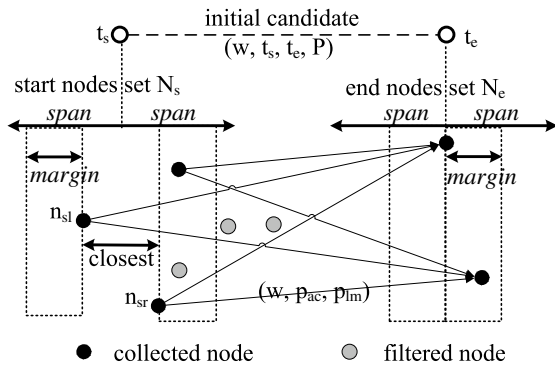 initial candidate
t_s
(w, t_s, t_e, P)
t_e
start nodes set N_s
end nodes set N_e
span
span
span
span
margin
margin
n_sl
closest
n_sr
(w, p_ac, p_lm)
collected node
filtered node